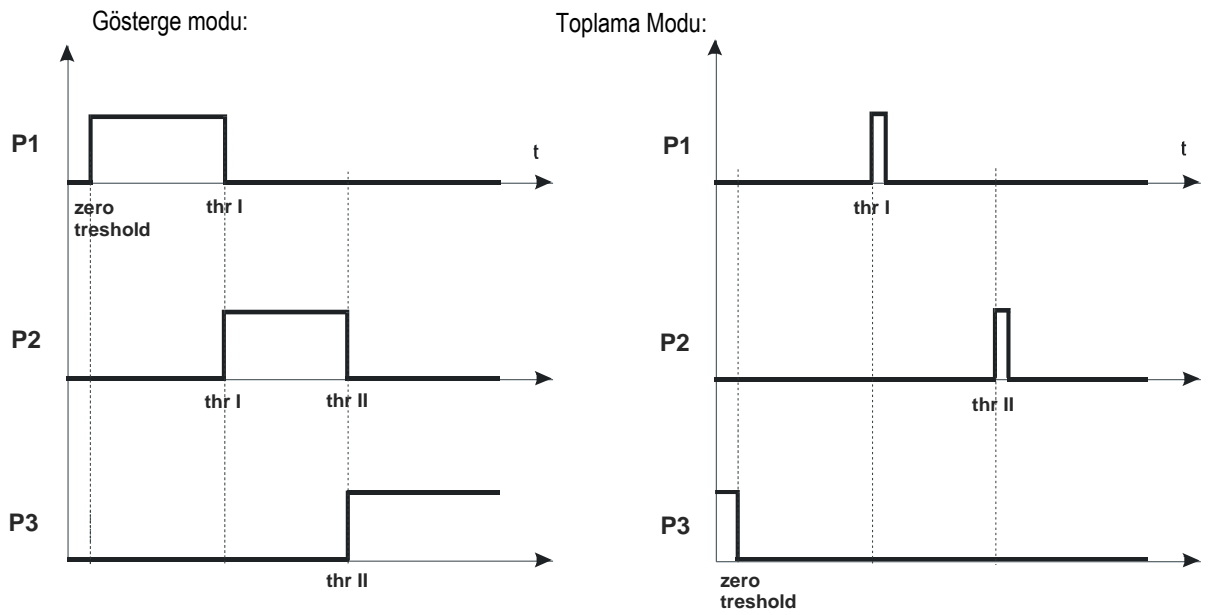 Gösterge modu:
P1
t
zero
treshold
thr I
P2
thr I
thr II
P3
thr II
Toplama Modu:
P1
t
thr I
P2
thr II
P3
zero
treshold